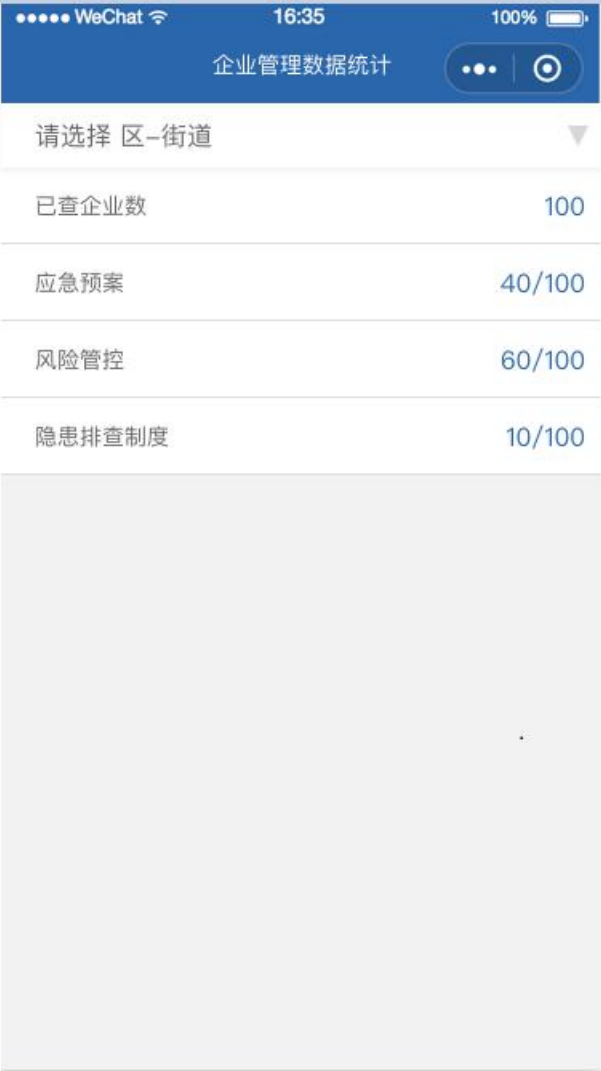 WeChat 16:35 100%
企业管理数据统计
请选择 区-街道
已查企业数 100
应急预案 40/100
风险管控 60/100
隐患排查制度 10/100